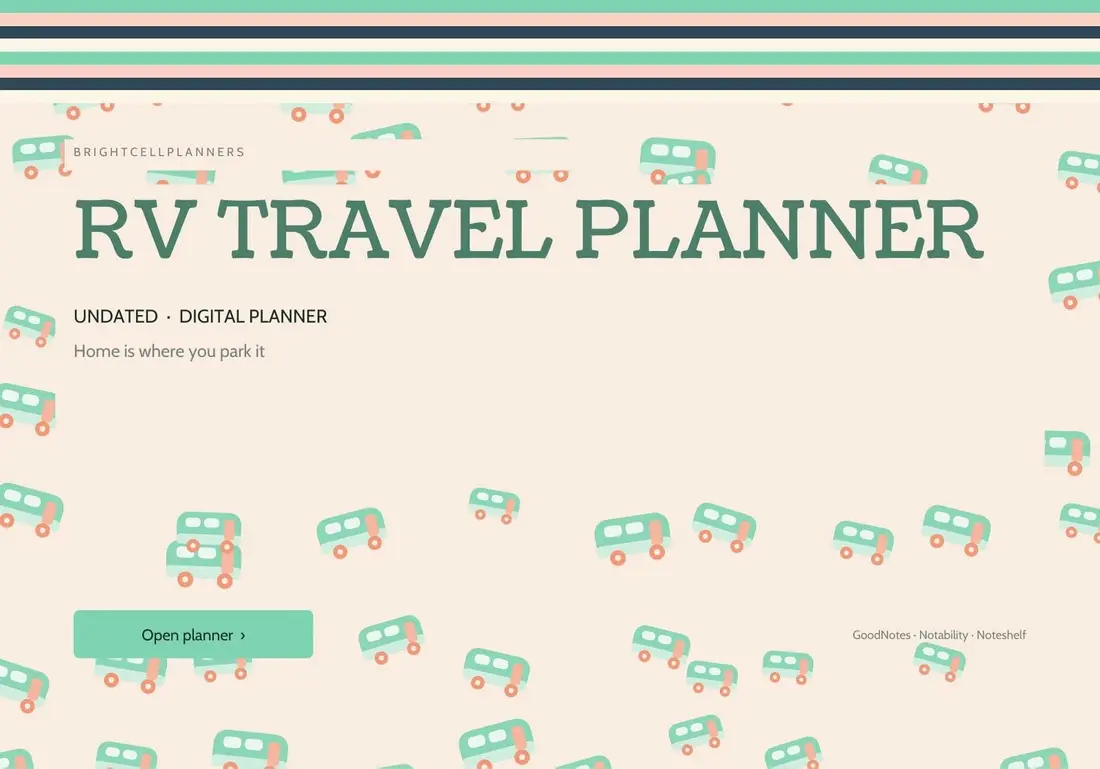 BRIGHTCELLPLANNERS
RV TRAVEL PLANNER
UNDATED · DIGITAL PLANNER
Home is where you park it
Open planner ›
GoodNotes · Notability · Noteshelf